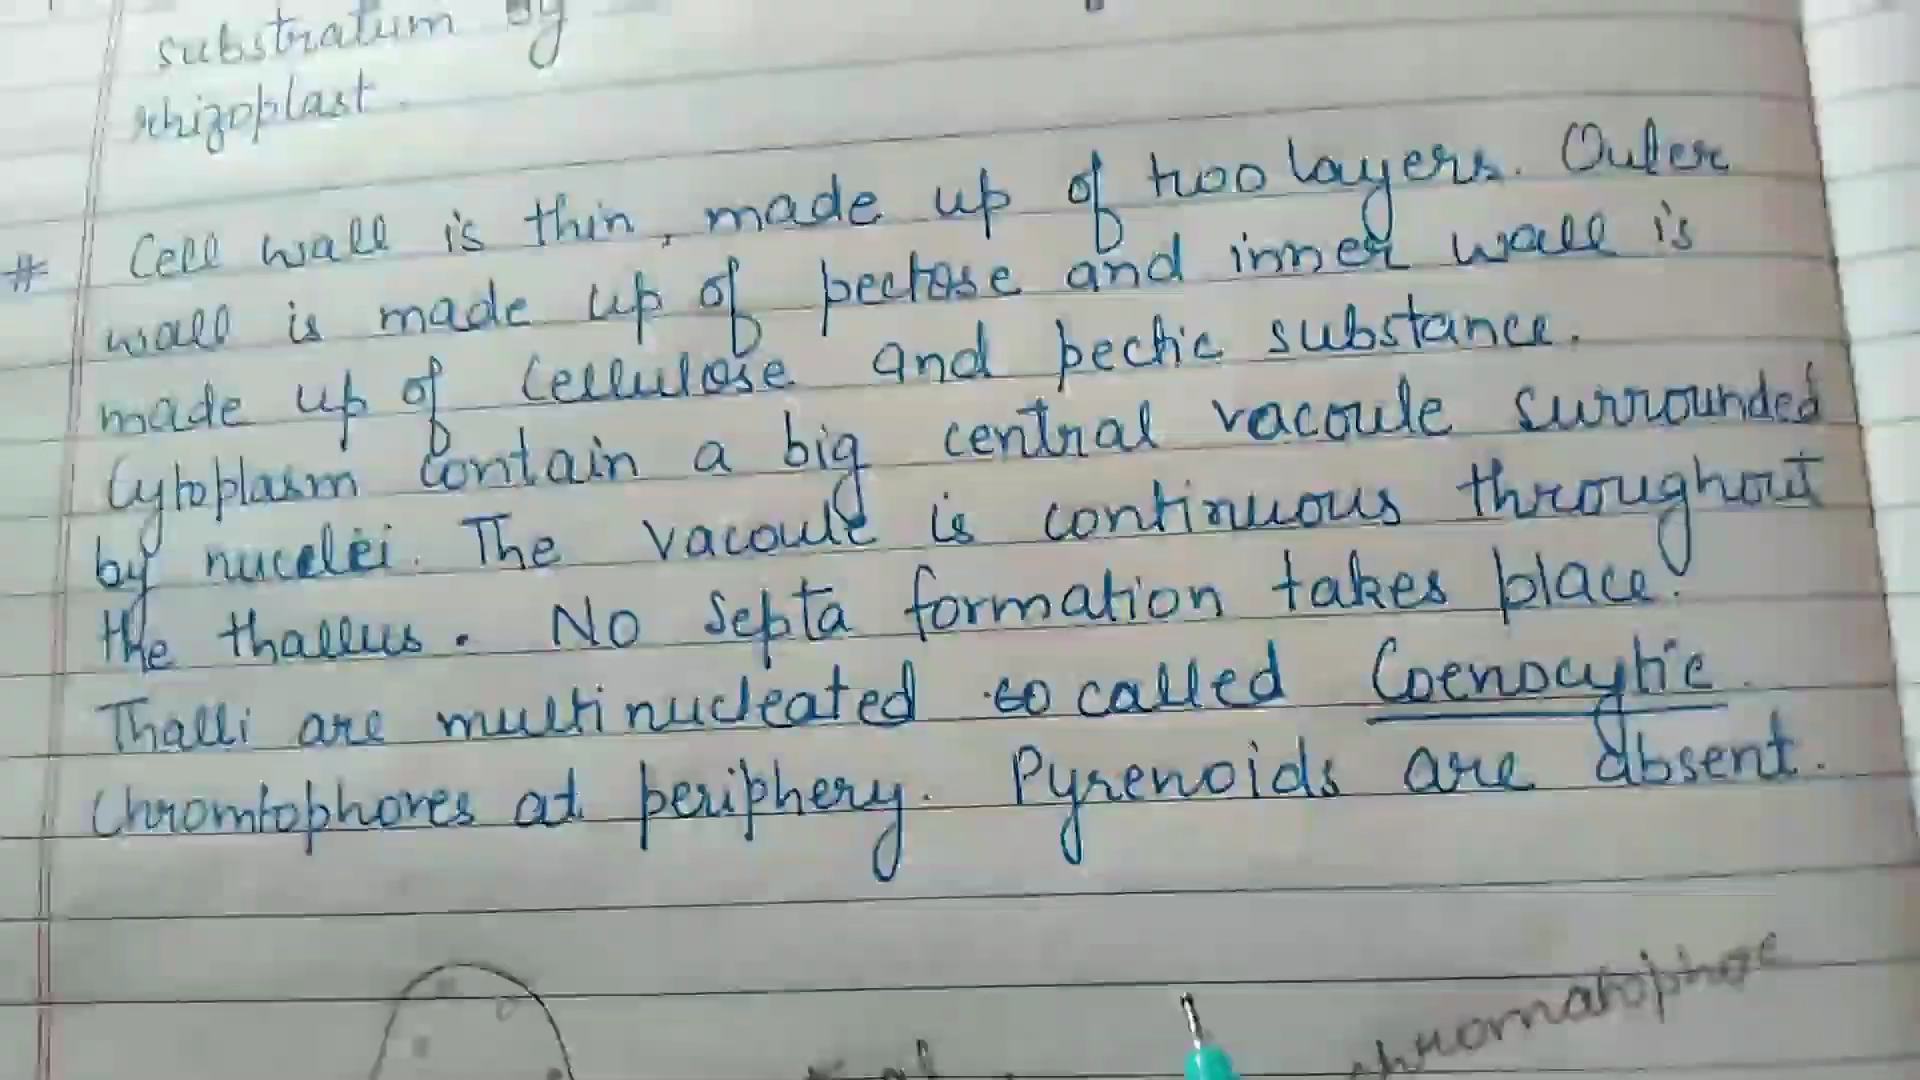 substratum by
rhizoplast.
# Cell wall is thin, made up of two layers. Outer
wall is made up of pectose and inner wall is
made up of cellulose and pectic substance.
Cytoplasm contain a big central vacoule surrounded
by nucelei. The vacoule is continuous throughout
the thallus. No septa formation takes place.
Thalli are multinucleated so called Coenocytic.
Chromtophores at periphery. Pyrenoids are absent.
chromatophore